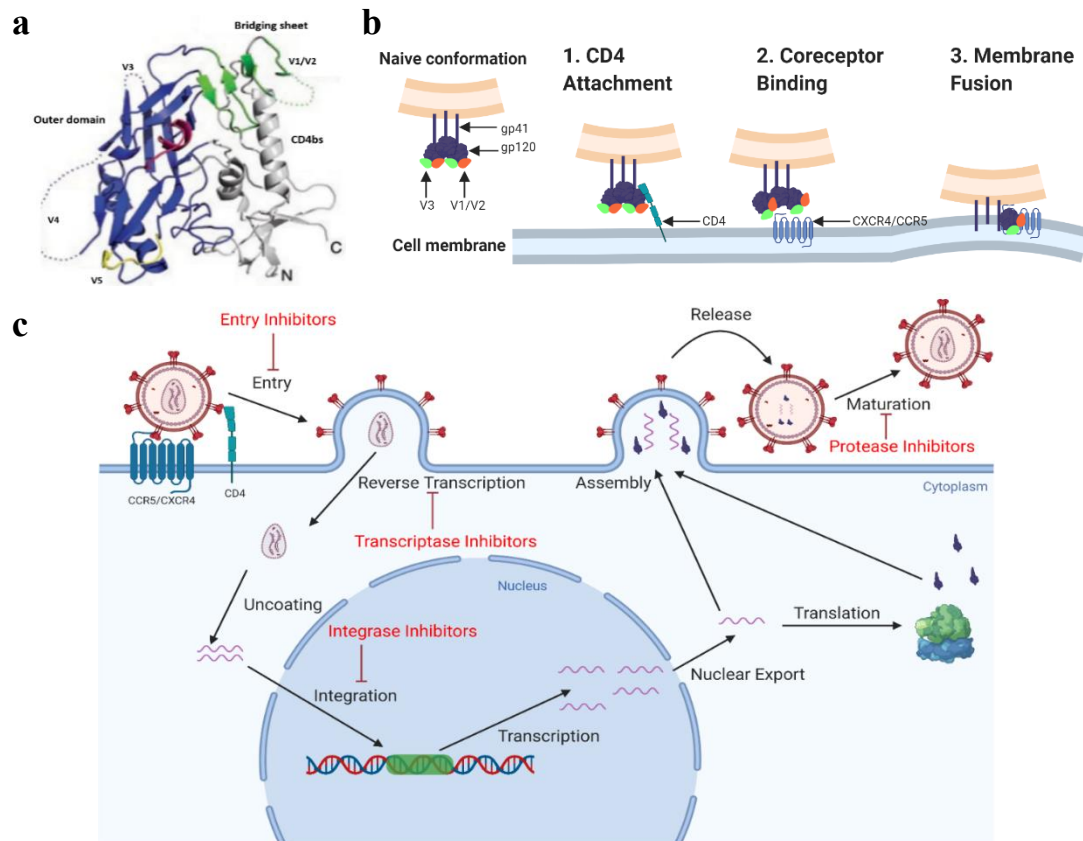 a
Bridging sheet
V3
V1/V2
Outer domain
CD4bs
V4
V5
N
C
b
Naive conformation
gp41
gp120
V3
V1/V2
Cell membrane
1. CD4
Attachment
CD4
2. Coreceptor
Binding
CXCR4/CCR5
3. Membrane
Fusion
c
Entry Inhibitors
Entry
CCR5/CXCR4
CD4
Reverse Transcription
Transcriptase Inhibitors
Uncoating
Nucleus
Integrase Inhibitors
Integration
Transcription
Nuclear Export
Translation
Assembly
Release
Maturation
Protease Inhibitors
Cytoplasm